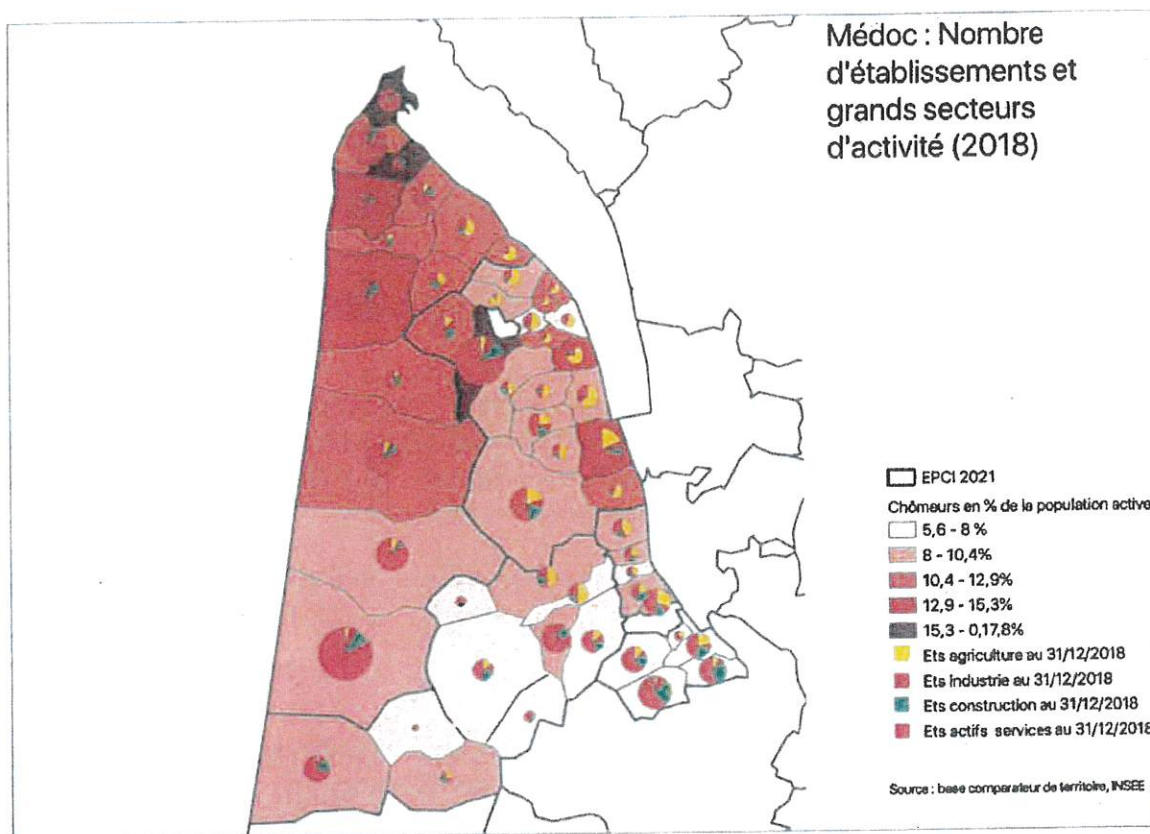 Médoc : Nombre
d'établissements et
grands secteurs
d'activité (2018)
EPCI 2021
Chômeurs en % de la population active
5,6 - 8 %
8 - 10,4%
10,4 - 12,9%
12,9 - 15,3%
15,3 - 0,17,8%
Ets agriculture au 31/12/2018
Ets industrie au 31/12/2018
Ets construction au 31/12/2018
Ets actifs services au 31/12/2018
Source : base comparateur de territoire, INSEE